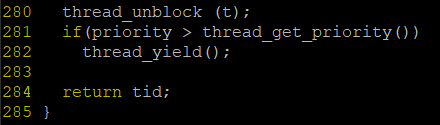 280   thread_unblock (t);
281   if(priority > thread_get_priority())
282     thread_yield();
283
284   return tid;
285 }